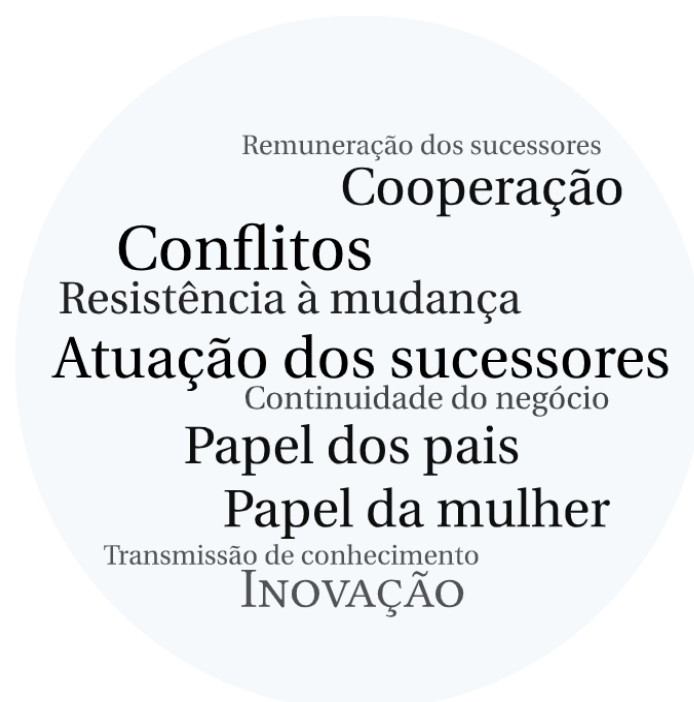 Remuneração dos sucessores
Cooperação
Conflitos
Resistência à mudança
Atuação dos sucessores
Continuidade do negócio
Papel dos pais
Papel da mulher
Transmissão de conhecimento
INOVAÇÃO